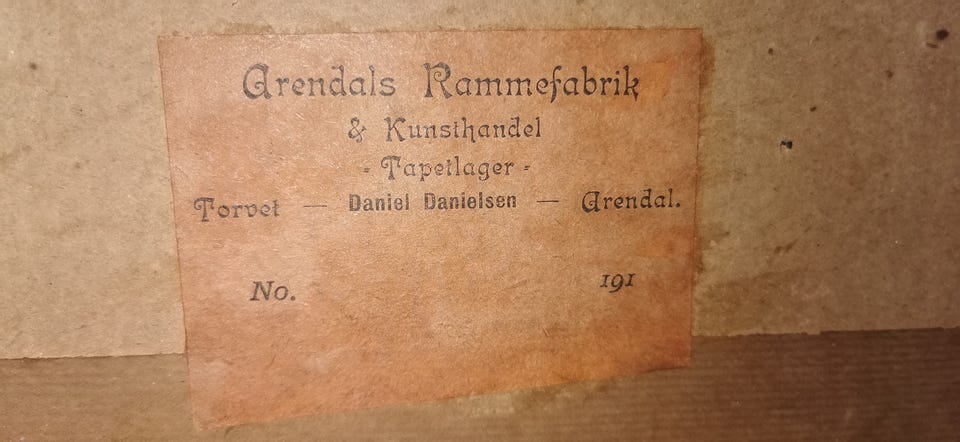 Arendals Rammefabrik
& Kunsthandel
- Tapetlager -
Torvet — Daniel Danielsen — Arendal.
No. 191